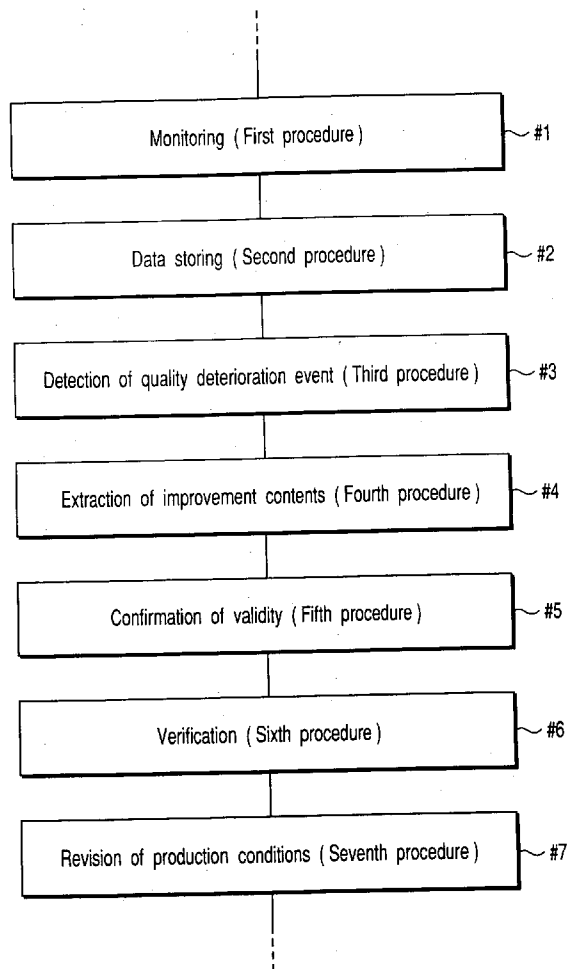 Monitoring (First procedure) #1
Data storing (Second procedure) #2
Detection of quality deterioration event (Third procedure) #3
Extraction of improvement contents (Fourth procedure) #4
Confirmation of validity (Fifth procedure) #5
Verification (Sixth procedure) #6
Revision of production conditions (Seventh procedure) #7